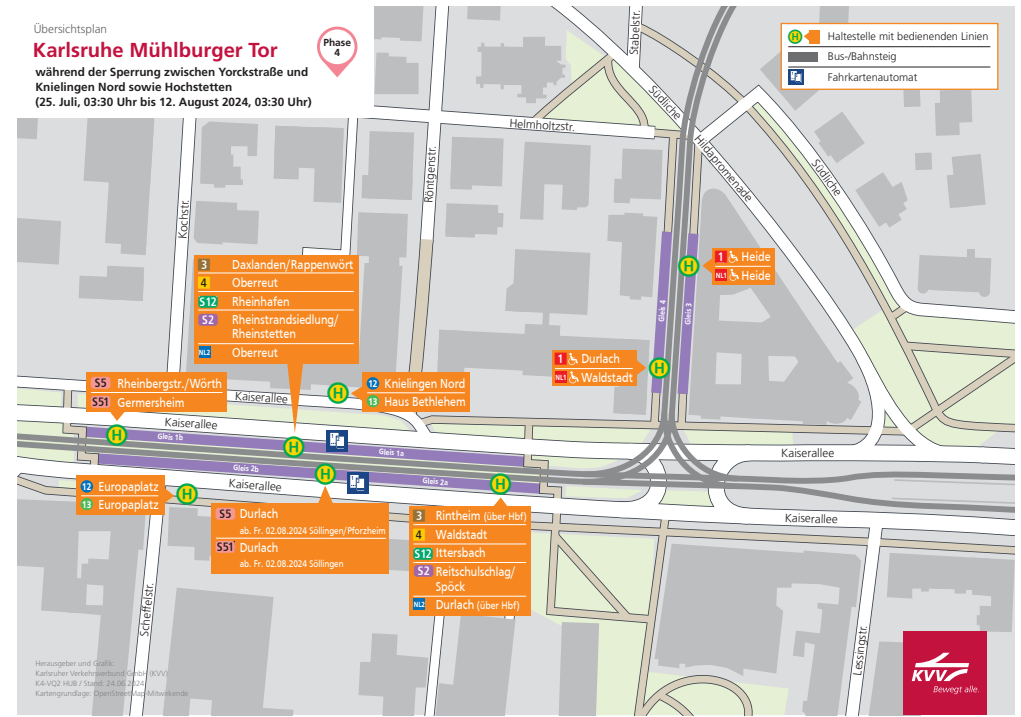 Übersichtsplan
Karlsruhe Mühlburger Tor
während der Sperrung zwischen Yorckstraße und
Knielingen Nord sowie Hochstetten
(25. Juli, 03:30 Uhr bis 12. August 2024, 03:30 Uhr)
Phase
4
H
Haltestelle mit bedienenden Linien
Bus-/Bahnsteig
Fahrkartenautomat
Stabelstr.
Südliche
Hildapromenade
Südliche
Helmholtzstr.
Röntgenstr.
Kochstr.
3 Daxlanden/Rappenwört
4 Oberreut
S12 Rheinhafen
S2 Rheinstrandsiedlung/
Rheinstetten
NL2 Oberreut
H
1 Heide
NL1 Heide
Gleis 4
Gleis 3
1 Durlach
NL1 Waldstadt
H
S5 Rheinbergstr./Wörth
S51 Germersheim
Kaiserallee
H
12 Knielingen Nord
13 Haus Bethlehem
Kaiserallee
H
Gleis 1b
H
Gleis 1a
Kaiserallee
Gleis 2b
H
Gleis 2a
H
Kaiserallee
12 Europaplatz
13 Europaplatz
H
S5 Durlach
ab. Fr. 02.08.2024 Söllingen/Pforzheim
S51 Durlach
ab. Fr. 02.08.2024 Söllingen
3 Rintheim (über Hbf)
4 Waldstadt
S12 Ittersbach
S2 Reitschulschlag/
Spöck
NL2 Durlach (über Hbf)
Kaiserallee
Scheffelstr.
Lessingstr.
Herausgeber und Grafik:
Karlsruher Verkehrsverbund GmbH (KVV)
K4-VQ2 HUB / Stand: 24.06.2024
Kartengrundlage: OpenStreetMap-Mitwirkende
KVV
Bewegt alle.